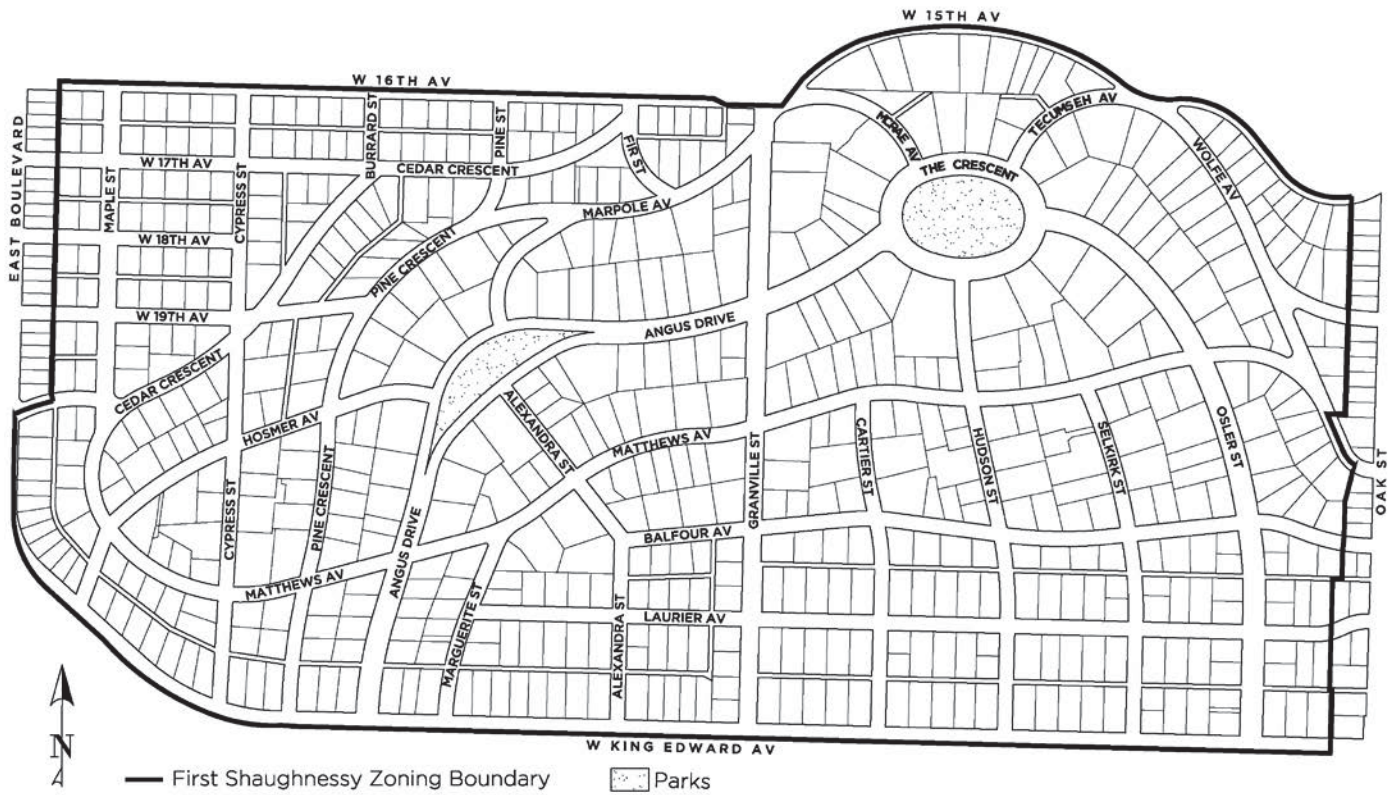 W 15TH AV
W 16TH AV
EAST BOULEVARD
MAPLE ST
W 17TH AV
CYPRESS ST
BURRARD ST
PINE ST
CEDAR CRESCENT
FIR ST
MCRAE AV
TECUMSEH AV
THE CRESCENT
WOLFE AV
MARPOLE AV
W 18TH AV
PINE CRESCENT
W 19TH AV
ANGUS DRIVE
CEDAR CRESCENT
HOSMER AV
ALEXANDRA ST
MATTHEWS AV
GRANVILLE ST
CARTIER ST
HUDSON ST
SELKIRK ST
OSLER ST
OAK ST
CYPRESS ST
PINE CRESCENT
ANGUS DRIVE
BALFOUR AV
MATTHEWS AV
MARGUERITE ST
ALEXANDRA ST
LAURIER AV
W KING EDWARD AV
N
First Shaughnessy Zoning Boundary
Parks